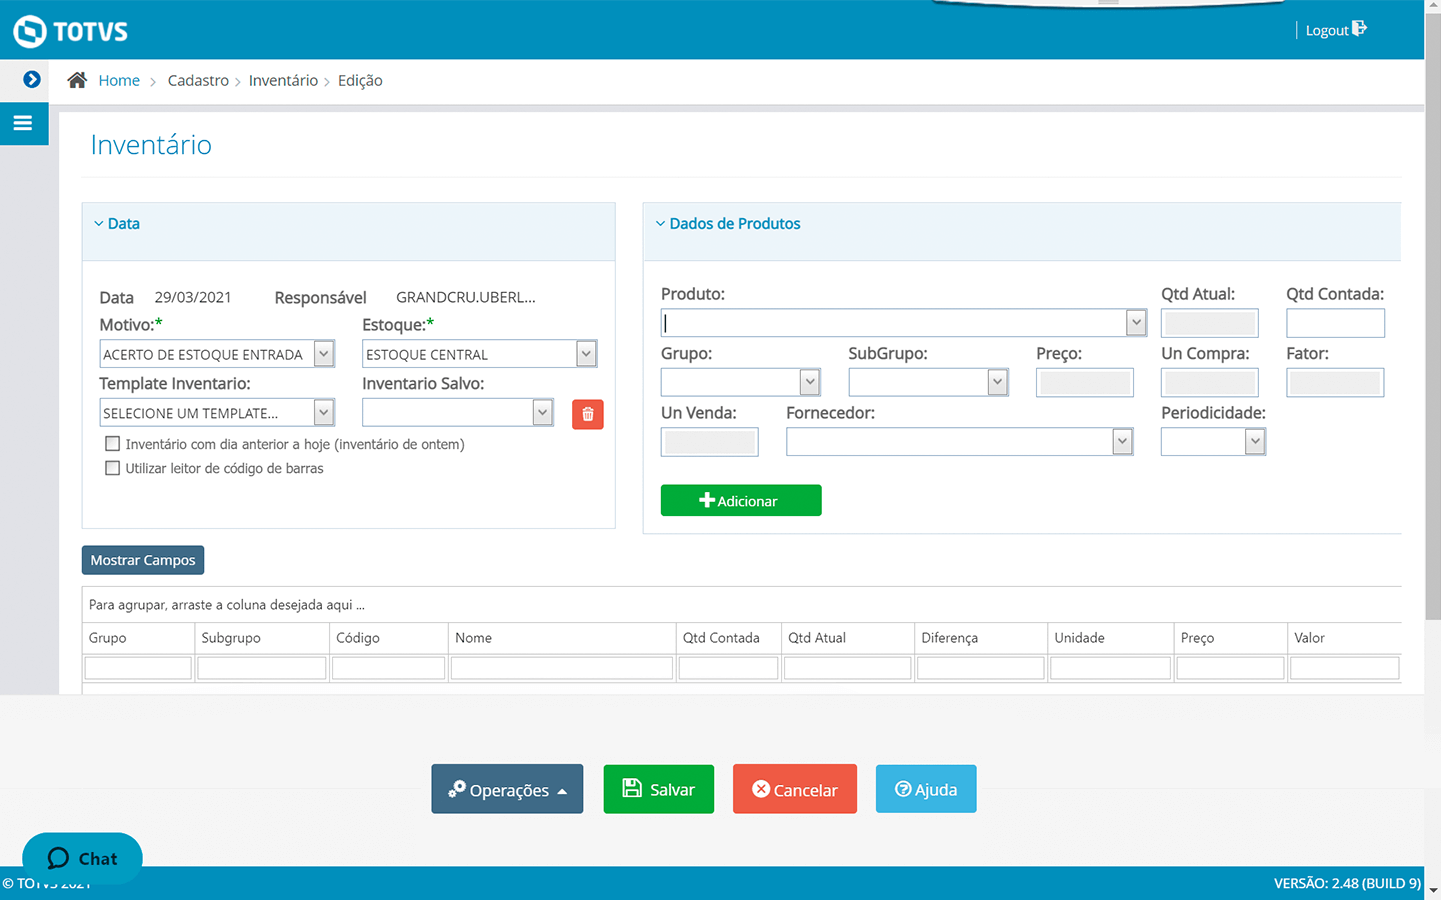 TOTVS
Logout
Home > Cadastro > Inventário > Edição
Inventário
Data
Data 29/03/2021 Responsável GRANDCRU.UBERL...
Motivo:* Estoque:*
ACERTO DE ESTOQUE ENTRADA ESTOQUE CENTRAL
Template Inventario: Inventario Salvo:
SELECIONE UM TEMPLATE...
Inventário com dia anterior a hoje (inventário de ontem)
Utilizar leitor de código de barras
Dados de Produtos
Produto: Qtd Atual: Qtd Contada:
Grupo: SubGrupo: Preço: Un Compra: Fator:
Un Venda: Fornecedor: Periodicidade:
Adicionar
Mostrar Campos
Para agrupar, arraste a coluna desejada aqui ...
Grupo Subgrupo Código Nome Qtd Contada Qtd Atual Diferença Unidade Preço Valor
Operações Salvar Cancelar Ajuda
Chat
© TOTVS 2021 VERSÃO: 2.48 (BUILD 9)